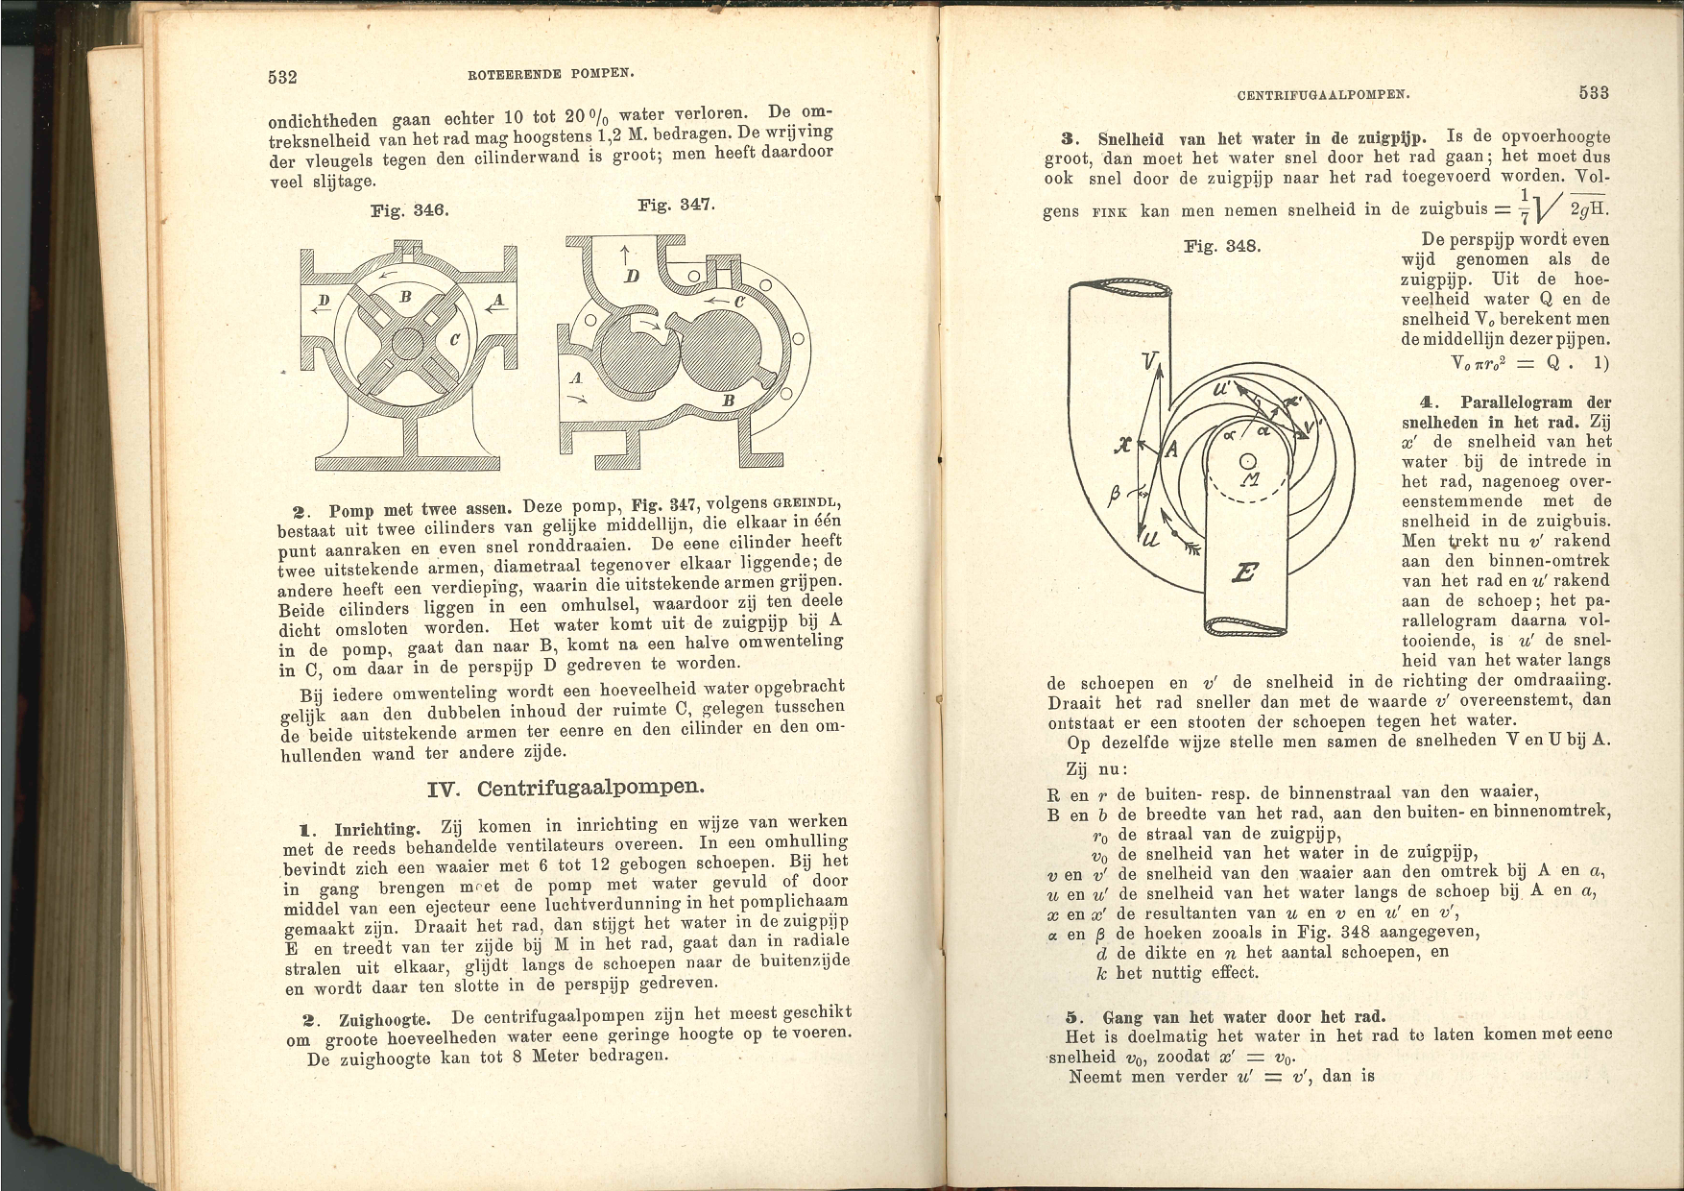 532
ROTEERENDE POMPEN.
ondichtheden gaan echter 10 tot 20 % water verloren. De om-
treksnelheid van het rad mag hoogstens 1,2 M. bedragen. De wrijving
der vleugels tegen den cilinderwand is groot; men heeft daardoor
veel slijtage.
Fig. 346.
Fig. 347.
D B A C
D C A B
2. Pomp met twee assen. Deze pomp, Fig. 347, volgens GREINDL,
bestaat uit twee cilinders van gelijke middellijn, die elkaar in één
punt aanraken en even snel ronddraaien. De eene cilinder heeft
twee uitstekende armen, diametraal tegenover elkaar liggende; de
andere heeft een verdieping, waarin die uitstekende armen grijpen.
Beide cilinders liggen in een omhulsel, waardoor zij ten deele
dicht omsloten worden. Het water komt uit de zuigpijp bij A
in de pomp, gaat dan naar B, komt na een halve omwenteling
in C, om daar in de perspijp D gedreven te worden.
Bij iedere omwenteling wordt een hoeveelheid water opgebracht
gelijk aan den dubbelen inhoud der ruimte C, gelegen tusschen
de beide uitstekende armen ter eenre en den cilinder en den om-
hullenden wand ter andere zijde.
IV. Centrifugaalpompen.
1. Inrichting. Zij komen in inrichting en wijze van werken
met de reeds behandelde ventilateurs overeen. In een omhulling
bevindt zich een waaier met 6 tot 12 gebogen schoepen. Bij het
in gang brengen moet de pomp met water gevuld of door
middel van een ejecteur eene luchtverdunning in het pomplichaam
gemaakt zijn. Draait het rad, dan stijgt het water in de zuigpijp
E en treedt van ter zijde bij M in het rad, gaat dan in radiale
stralen uit elkaar, glijdt langs de schoepen naar de buitenzijde
en wordt daar ten slotte in de perspijp gedreven.
2. Zuighoogte. De centrifugaalpompen zijn het meest geschikt
om groote hoeveelheden water eene geringe hoogte op te voeren.
De zuighoogte kan tot 8 Meter bedragen.
CENTRIFUGAALPOMPEN.
533
3. Snelheid van het water in de zuigpijp. Is de opvoerhoogte
groot, dan moet het water snel door het rad gaan; het moet dus
ook snel door de zuigpijp naar het rad toegevoerd worden. Vol-
gens FINK kan men nemen snelheid in de zuigbuis = 1/7 √ 2gH.
Fig. 348.
V u' x' v' α a x A M β u E
De perspijp wordt even
wijd genomen als de
zuigpijp. Uit de hoe-
veelheid water Q en de
snelheid Vo berekent men
de middellijn dezer pijpen.
Vo πro² = Q . 1)
4. Parallelogram der
snelheden in het rad. Zij
x' de snelheid van het
water bij de intrede in
het rad, nagenoeg over-
eenstemmende met de
snelheid in de zuigbuis.
Men trekt nu v' rakend
aan den binnen-omtrek
van het rad en u' rakend
aan de schoep; het pa-
rallelogram daarna vol-
tooiende, is u' de snel-
heid van het water langs
de schoepen en v' de snelheid in de richting der omdraaiing.
Draait het rad sneller dan met de waarde v' overeenstemt, dan
ontstaat er een stooten der schoepen tegen het water.
Op dezelfde wijze stelle men samen de snelheden V en U bij A.
Zij nu:
R en r de buiten- resp. de binnenstraal van den waaier,
B en b de breedte van het rad, aan den buiten- en binnenomtrek,
r0 de straal van de zuigpijp,
v0 de snelheid van het water in de zuigpijp,
v en v' de snelheid van den waaier aan den omtrek bij A en a,
u en u' de snelheid van het water langs de schoep bij A en a,
x en x' de resultanten van u en v en u' en v',
α en β de hoeken zooals in Fig. 348 aangegeven,
d de dikte en n het aantal schoepen, en
k het nuttig effect.
5. Gang van het water door het rad.
Het is doelmatig het water in het rad te laten komen met eene
snelheid v0, zoodat x' = v0.
Neemt men verder u' = v', dan is